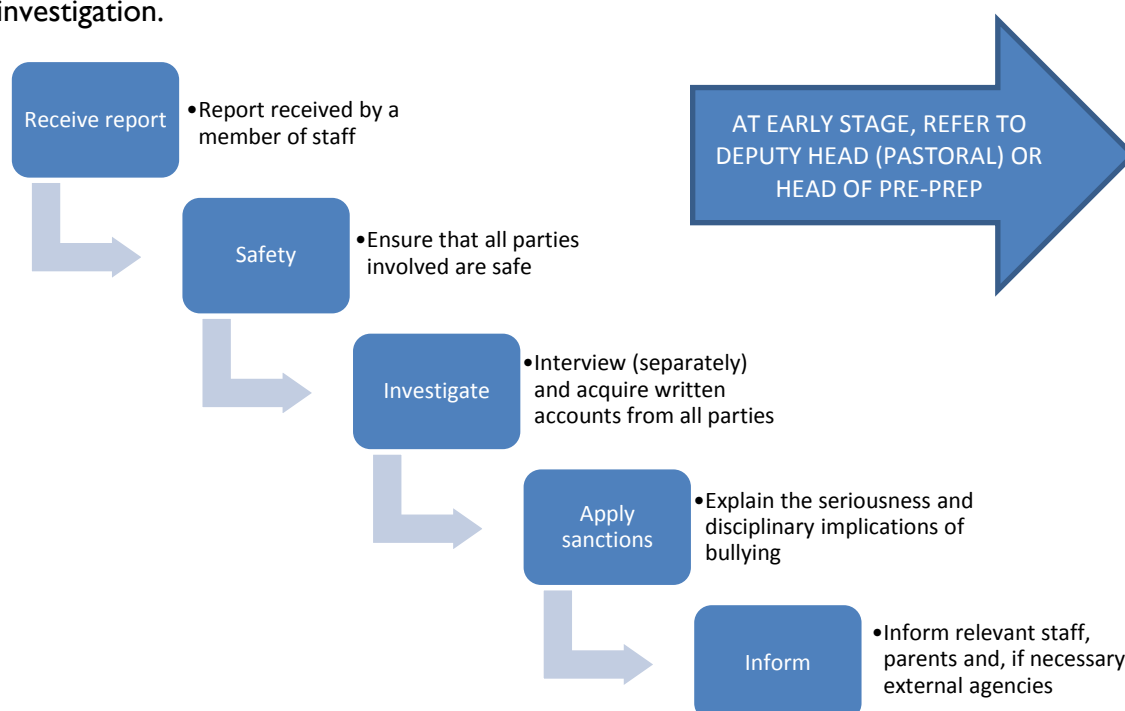 investigation.
Receive report
•Report received by a
member of staff
AT EARLY STAGE, REFER TO
DEPUTY HEAD (PASTORAL) OR
HEAD OF PRE-PREP
Safety
•Ensure that all parties
involved are safe
Investigate
•Interview (separately)
and acquire written
accounts from all parties
Apply
sanctions
•Explain the seriousness and
disciplinary implications of
bullying
Inform
•Inform relevant staff,
parents and, if necessary
external agencies